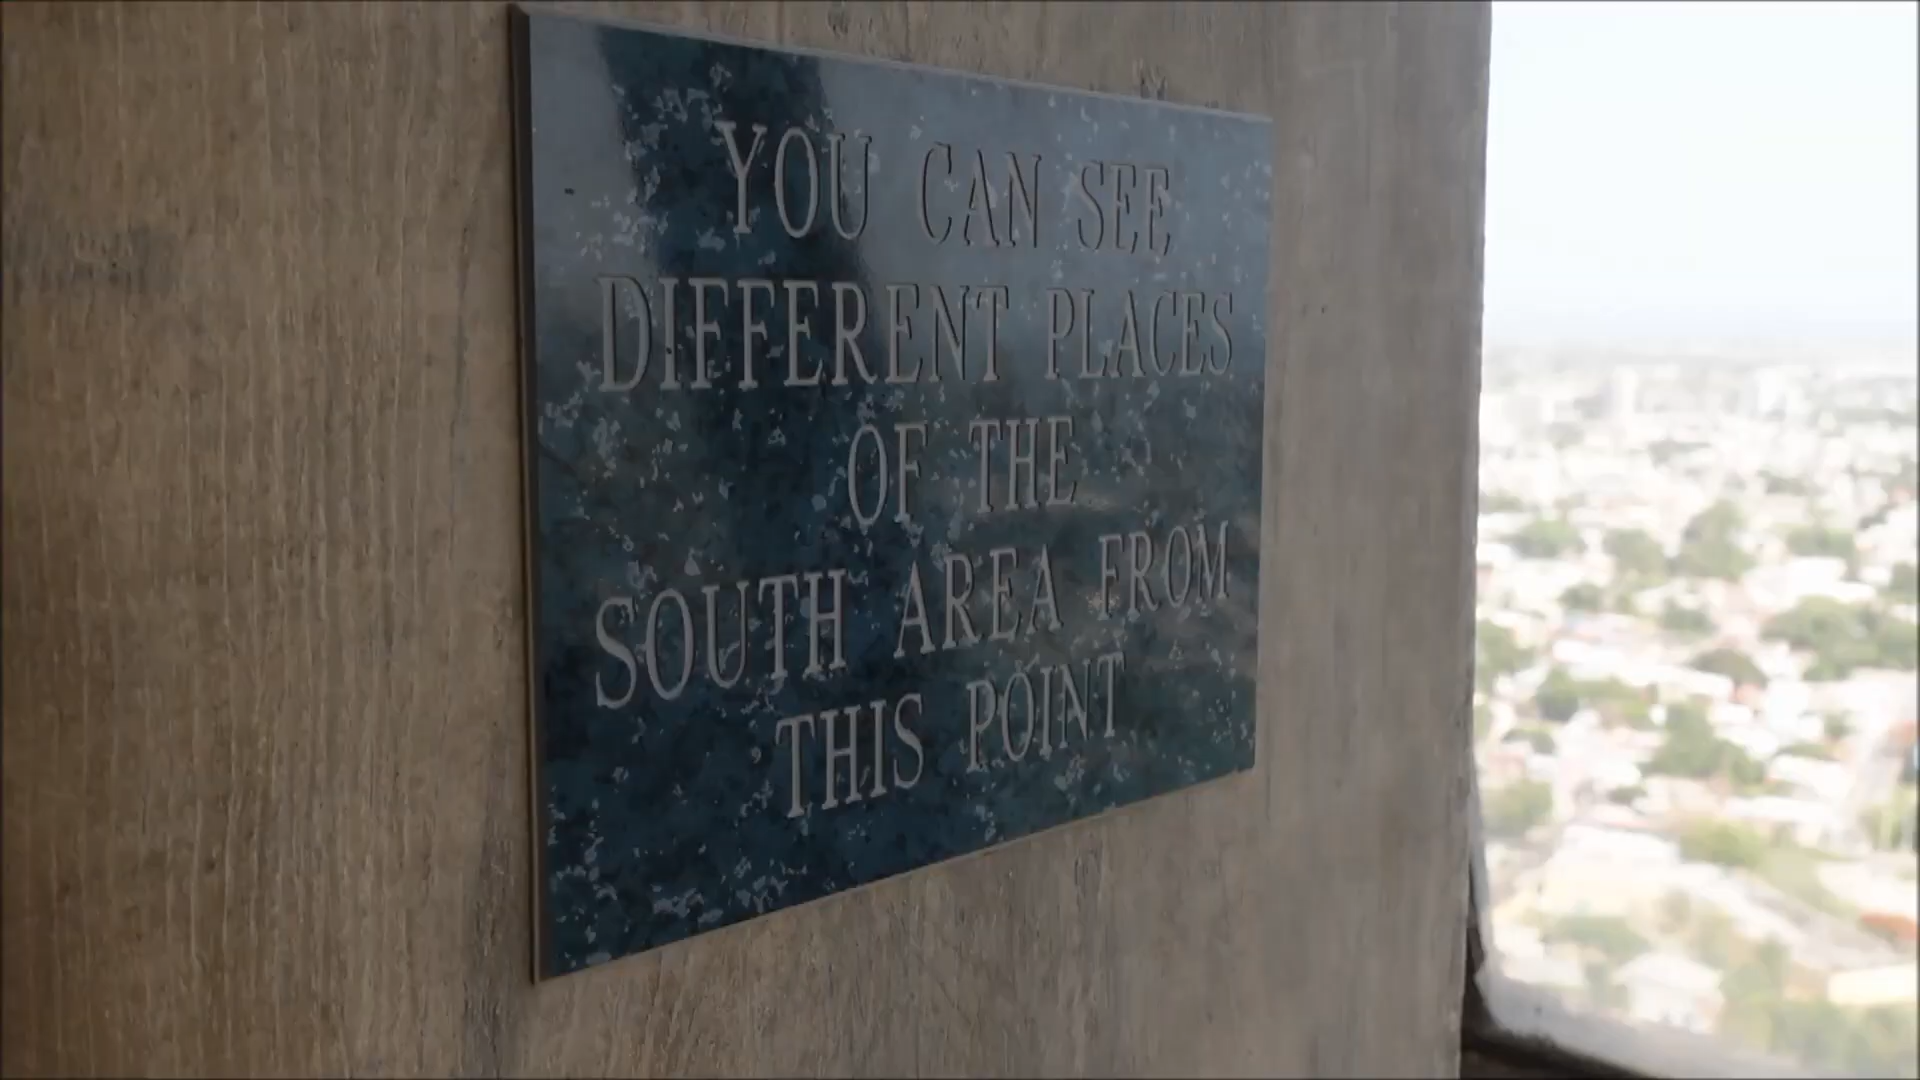 YOU CAN SEE
DIFFERENT PLACES
OF THE
SOUTH AREA FROM
THIS POINT